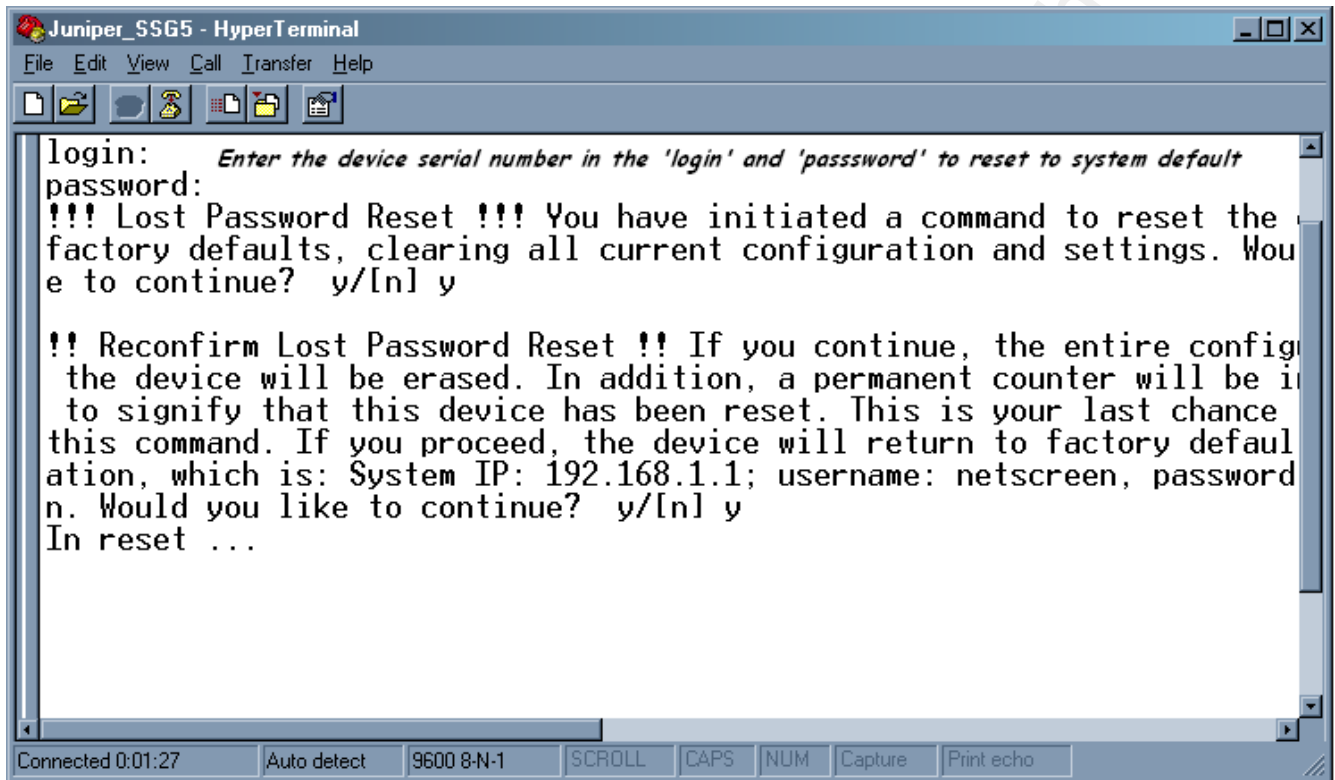 Juniper_SSG5 - HyperTerminal
File Edit View Call Transfer Help
login: Enter the device serial number in the 'login' and 'passsword' to reset to system default
password:
!!! Lost Password Reset !!! You have initiated a command to reset the
factory defaults, clearing all current configuration and settings. Wou
e to continue? y/[n] y
!! Reconfirm Lost Password Reset !! If you continue, the entire config
the device will be erased. In addition, a permanent counter will be i
to signify that this device has been reset. This is your last chance
this command. If you proceed, the device will return to factory defaul
ation, which is: System IP: 192.168.1.1; username: netscreen, password
n. Would you like to continue? y/[n] y
In reset ...
Connected 0:01:27 Auto detect 9600 8-N-1 SCROLL CAPS NUM Capture Print echo